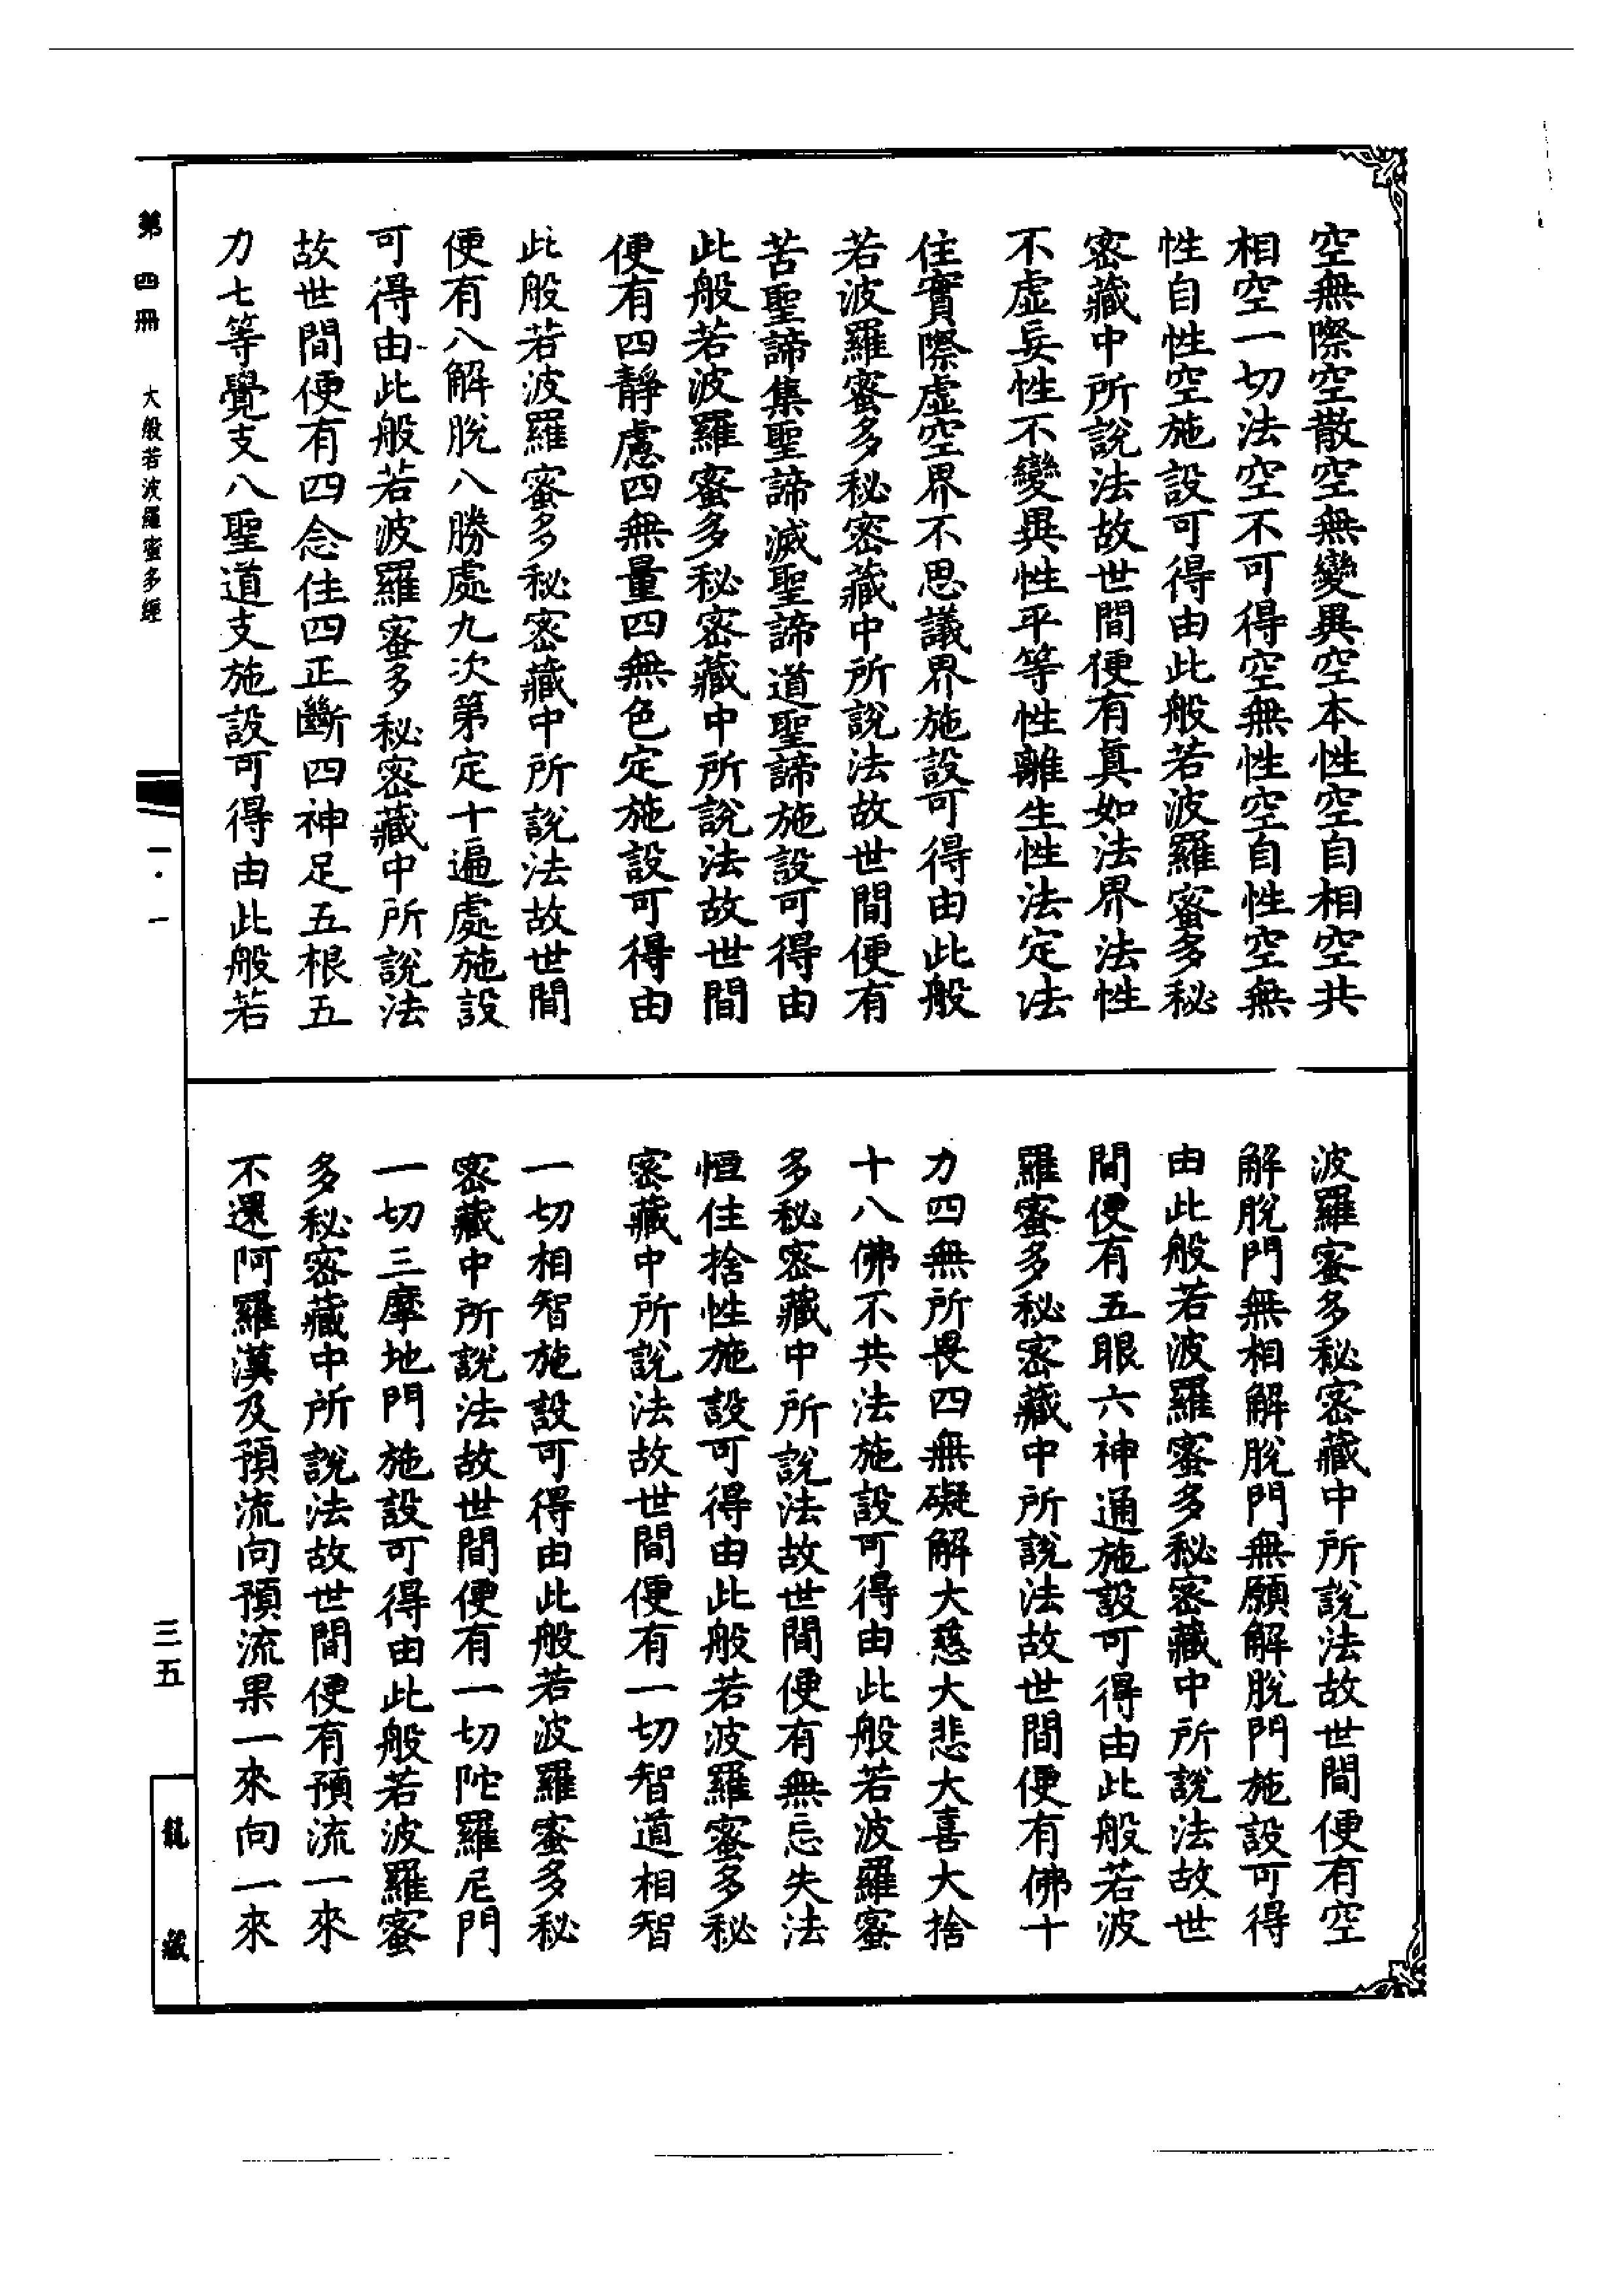 空無際空散空無變異空本性空自相空共
相空一切法空不可得空無性空自性空無
性自性空施設可得由此般若波羅蜜多秘
密藏中所說法故世間便有真如法界法性
不虛妄性不變異性平等性離生性法定法
住實際虛空界不思議界施設可得由此般
若波羅蜜多秘密藏中所說法故世間便有
苦聖諦集聖諦滅聖諦道聖諦施設可得由
此般若波羅蜜多秘密藏中所說法故世間
便有四靜慮四無量四無色定施設可得由
此般若波羅蜜多秘密藏中所說法故世間
便有八解脫八勝處九次第定十遍處施設
可得由此般若波羅蜜多秘密藏中所說法
故世間便有四念住四正斷四神足五根五
力七等覺支八聖道支施設可得由此般若
波羅蜜多秘密藏中所說法故世間便有空
解脫門無相解脫門無願解脫門施設可得
由此般若波羅蜜多秘密藏中所說法故世
間便有五眼六神通施設可得由此般若波
羅蜜多秘密藏中所說法故世間便有佛十
力四無所畏四無礙解大慈大悲大喜大捨
十八佛不共法施設可得由此般若波羅蜜
多秘密藏中所說法故世間便有無忘失法
恒住捨性施設可得由此般若波羅蜜多秘
密藏中所說法故世間便有一切智道相智
一切相智施設可得由此般若波羅蜜多秘
密藏中所說法故世間便有一切陀羅尼門
一切三摩地門施設可得由此般若波羅蜜
多秘密藏中所說法故世間便有預流一來
不還阿羅漢及預流向預流果一來向一來
第四冊 大般若波羅蜜多經 一·一
三五
龍藏